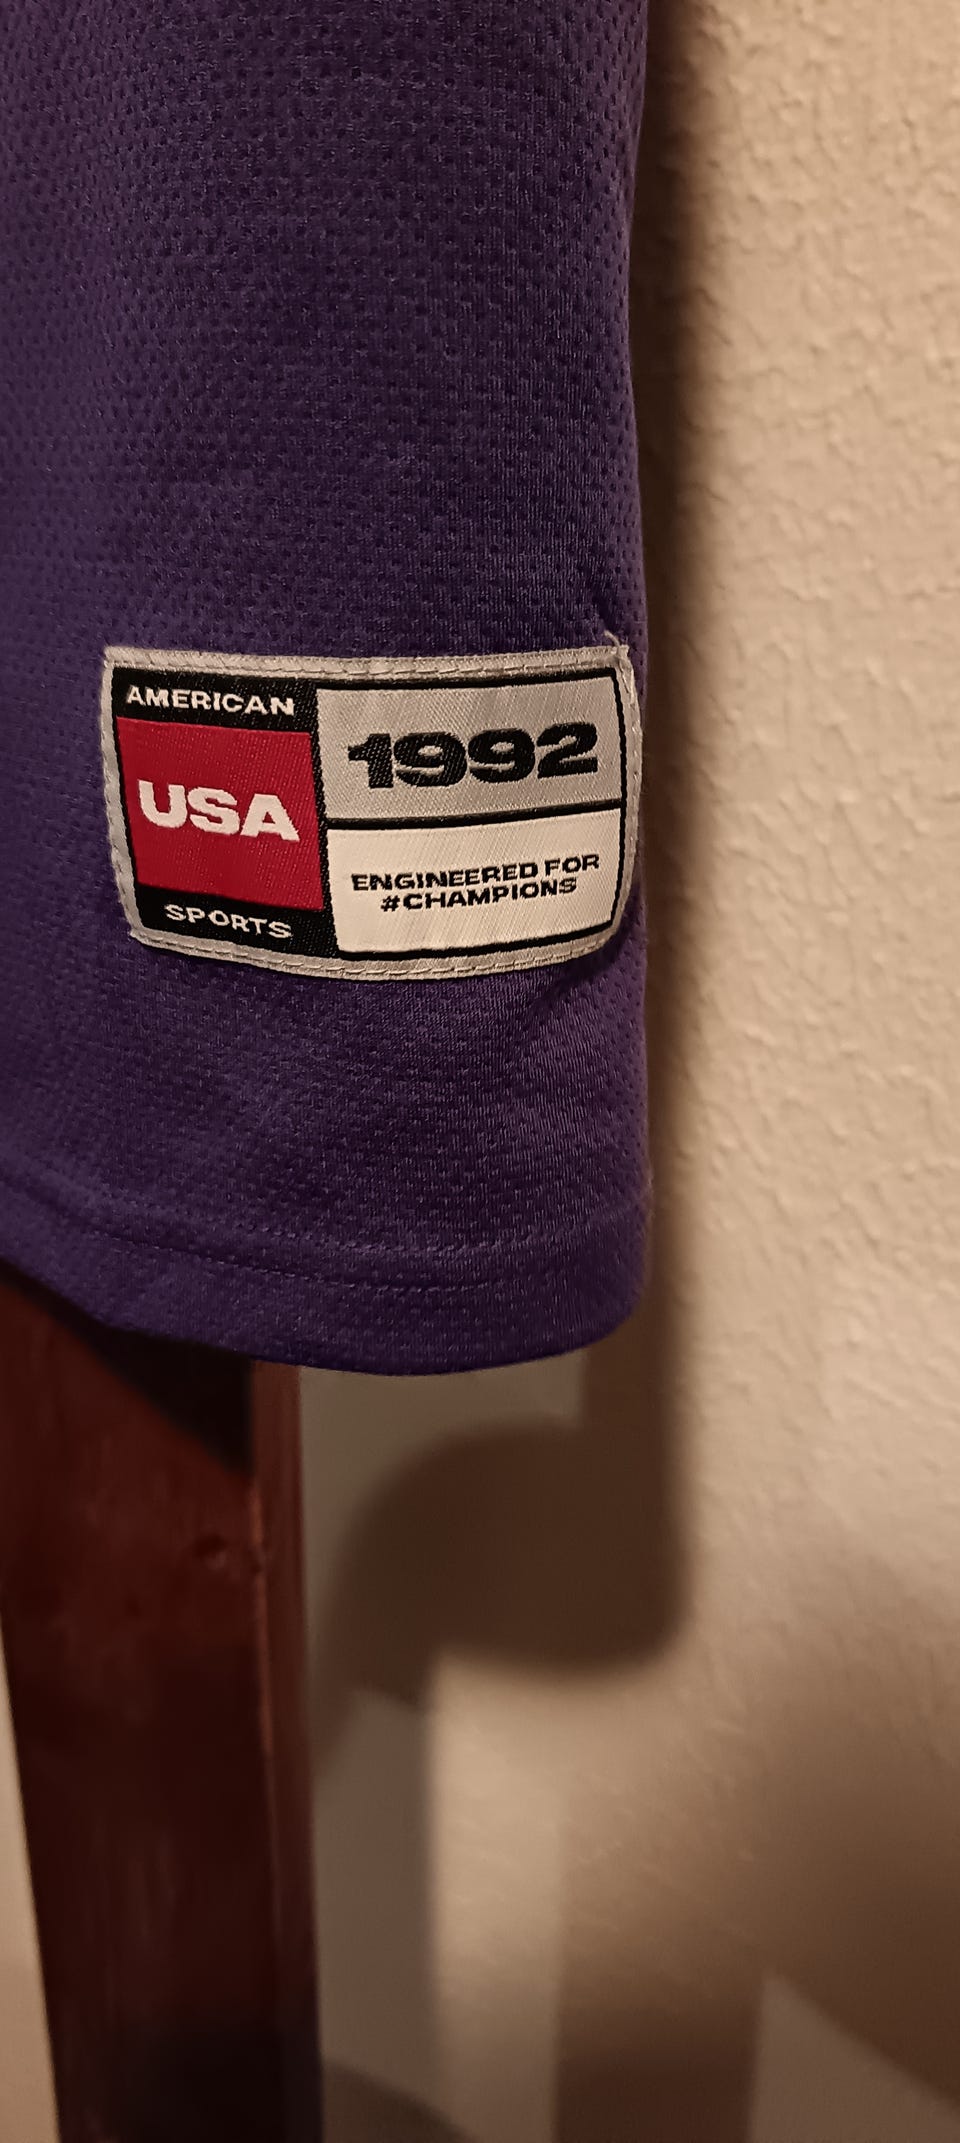 AMERICAN
USA
SPORTS
1992
ENGINEERED FOR
#CHAMPIONS